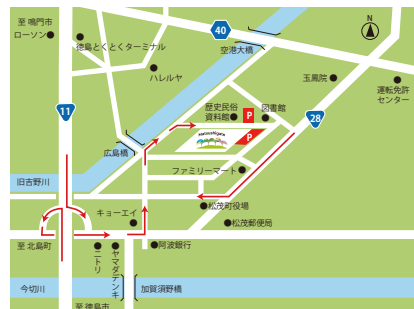 至 鳴門市
ローソン
徳島とくとくターミナル
40
空港大橋
N
ハレルヤ
玉鳳院
運転免許
センター
11
歴史民俗
資料館
P
図書館
P
28
広島橋
ファミリーマート
旧吉野川
松茂町役場
キョーエイ
松茂郵便局
至 北島町
ニトリ
ヤマダデンキ
阿波銀行
今切川
加賀須野橋
至 徳島市